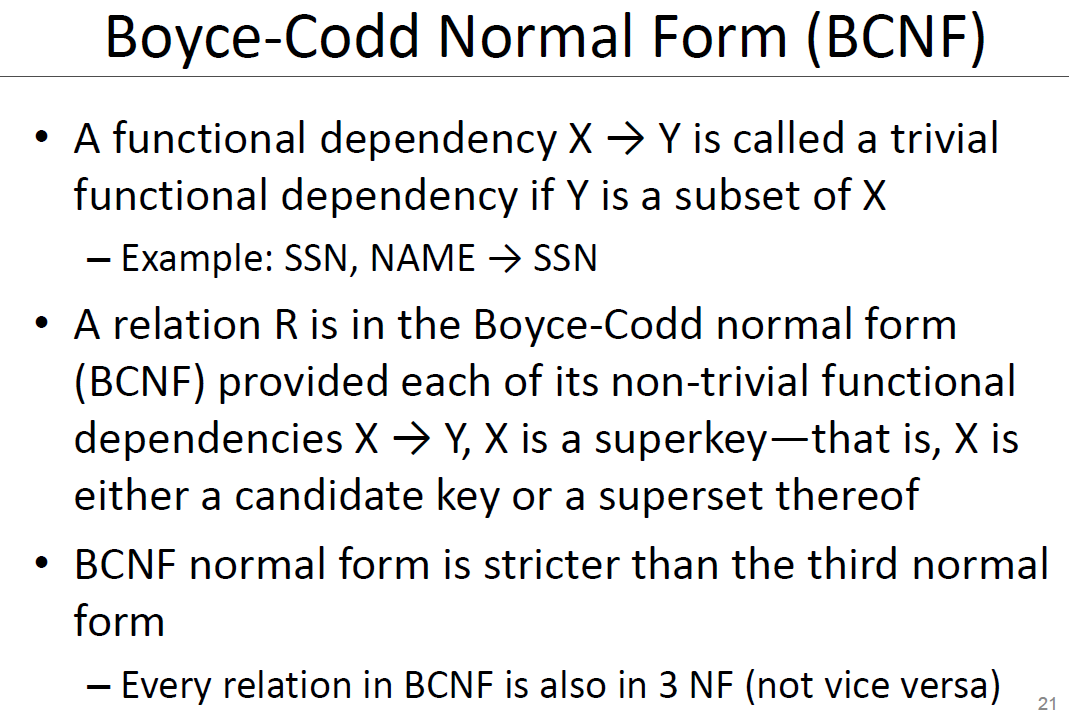 Boyce-Codd Normal Form (BCNF)
• A functional dependency X → Y is called a trivial
functional dependency if Y is a subset of X
– Example: SSN, NAME → SSN
• A relation R is in the Boyce-Codd normal form
(BCNF) provided each of its non-trivial functional
dependencies X → Y, X is a superkey—that is, X is
either a candidate key or a superset thereof
• BCNF normal form is stricter than the third normal
form
– Every relation in BCNF is also in 3 NF (not vice versa)
21